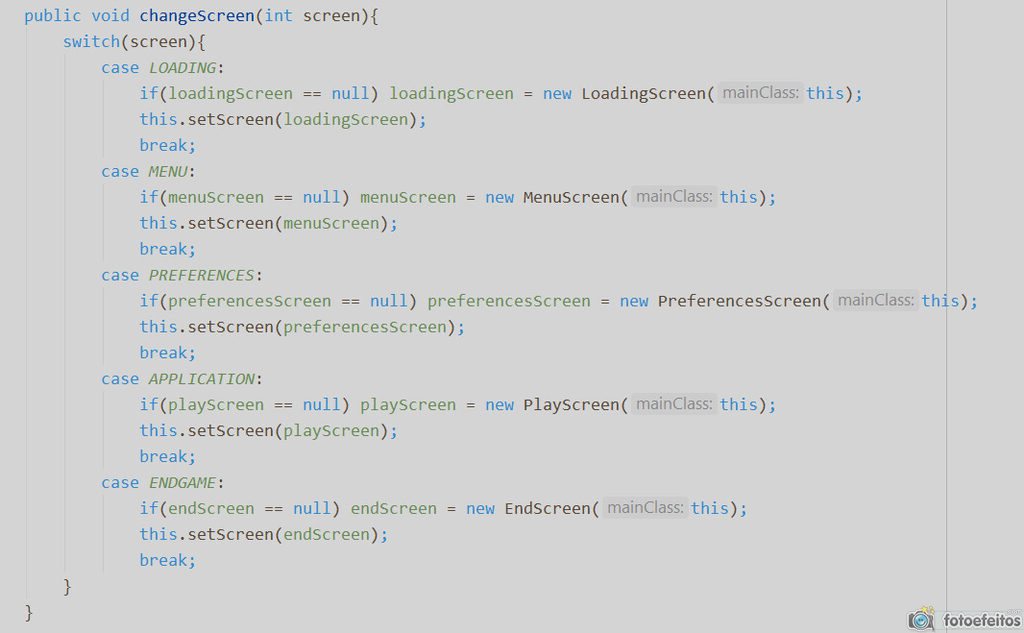 public void changeScreen(int screen){
switch(screen){
case LOADING:
if(loadingScreen == null) loadingScreen = new LoadingScreen( mainClass: this);
this.setScreen(loadingScreen);
break;
case MENU:
if(menuScreen == null) menuScreen = new MenuScreen( mainClass: this);
this.setScreen(menuScreen);
break;
case PREFERENCES:
if(preferencesScreen == null) preferencesScreen = new PreferencesScreen( mainClass: this);
this.setScreen(preferencesScreen);
break;
case APPLICATION:
if(playScreen == null) playScreen = new PlayScreen( mainClass: this);
this.setScreen(playScreen);
break;
case ENDGAME:
if(endScreen == null) endScreen = new EndScreen( mainClass: this);
this.setScreen(endScreen);
break;
}
}
fotoefeitos